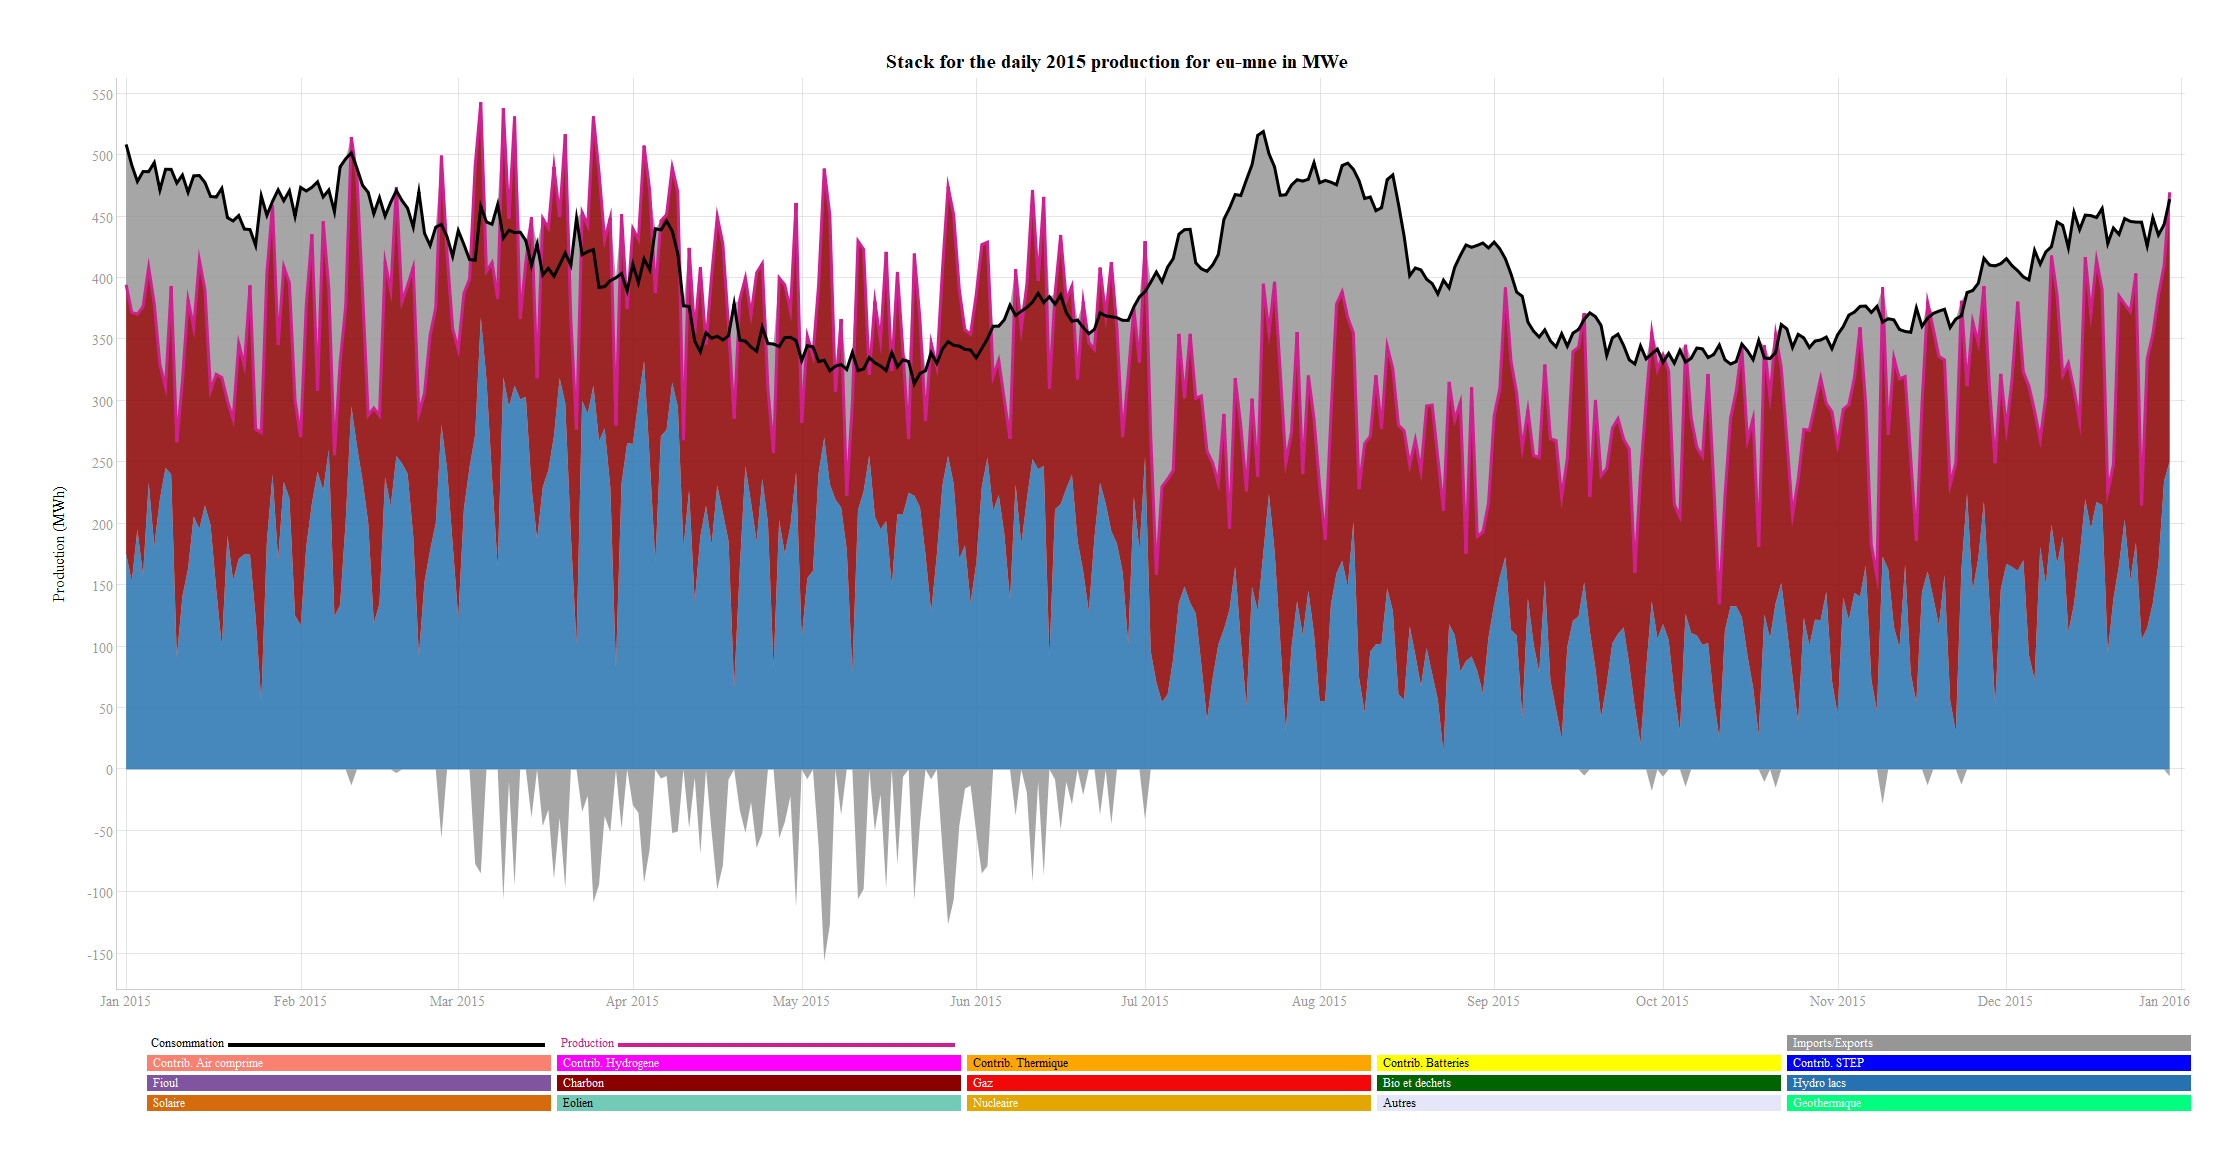 Stack for the daily 2015 production for eu-mne in MWe
Production (MWh)
550
500
450
400
350
300
250
200
150
100
50
0
-50
-100
-150
Jan 2015 Feb 2015 Mar 2015 Apr 2015 May 2015 Jun 2015 Jul 2015 Aug 2015 Sep 2015 Oct 2015 Nov 2015 Dec 2015 Jan 2016
Consommation Production Imports/Exports
Contrib. Air comprime Contrib. Hydrogene Contrib. Thermique Contrib. Batteries Contrib. STEP
Fioul Charbon Gaz Bio et dechets Hydro lacs
Solaire Eolien Nucleaire Autres Geothermique